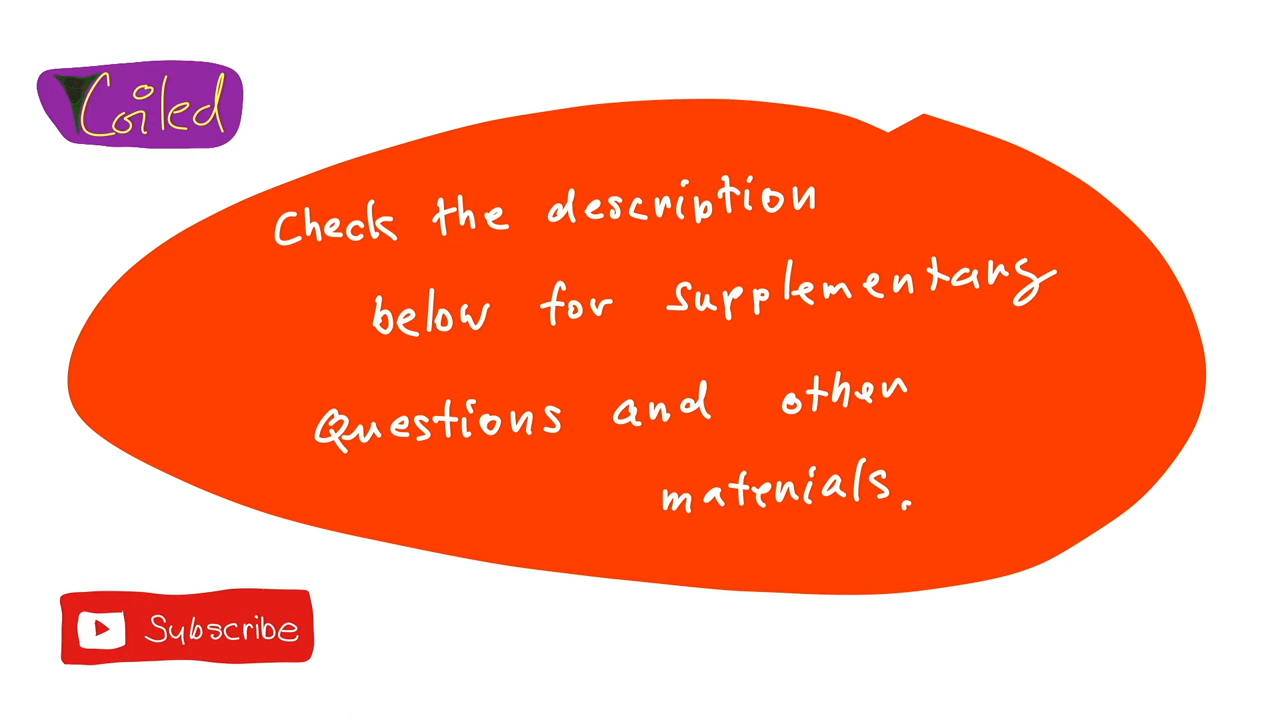 Coiled
Check the description
below for supplementary
Questions and other
materials.
Subscribe